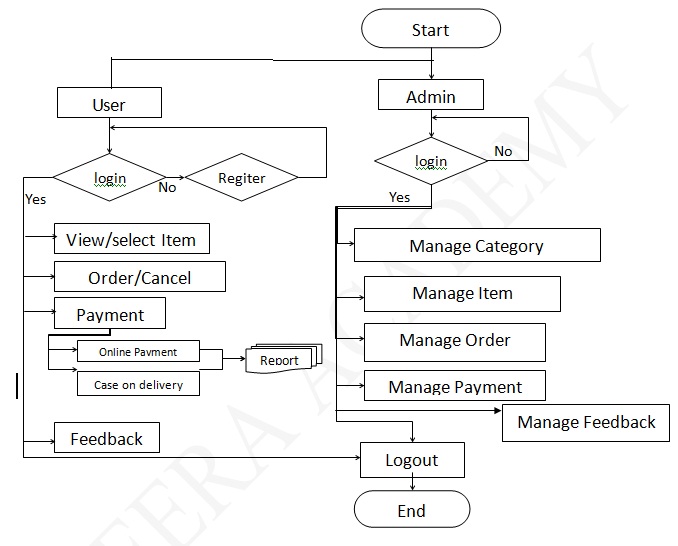 Start
User
Admin
login
No
Regiter
Yes
login
No
Yes
View/select Item
Order/Cancel
Payment
Online Payment
Case on delivery
Report
Feedback
Manage Category
Manage Item
Manage Order
Manage Payment
Manage Feedback
Logout
End
EERA ACADEMY